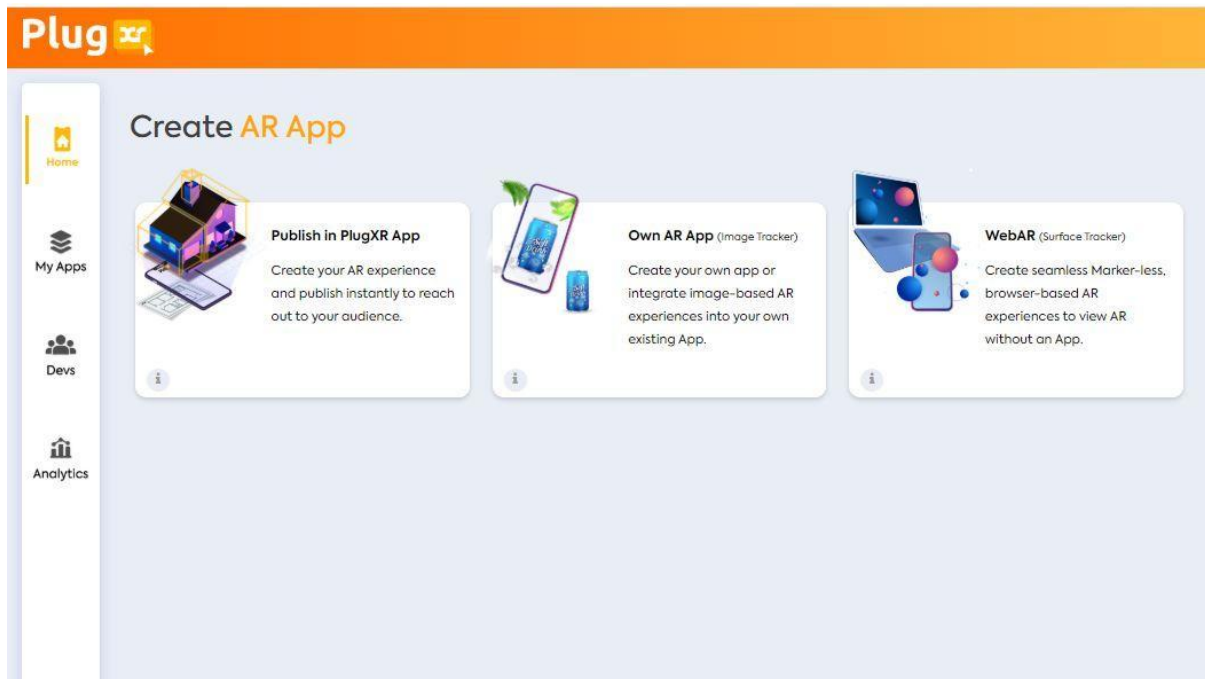 Plug xr
Home
My Apps
Devs
Analytics
Create AR App
Publish in PlugXR App
Create your AR experience
and publish instantly to reach
out to your audience.
i
Own AR App (Image Tracker)
Create your own app or
integrate image-based AR
experiences into your own
existing App.
i
WebAR (Surface Tracker)
Create seamless Marker-less,
browser-based AR
experiences to view AR
without an App.
i